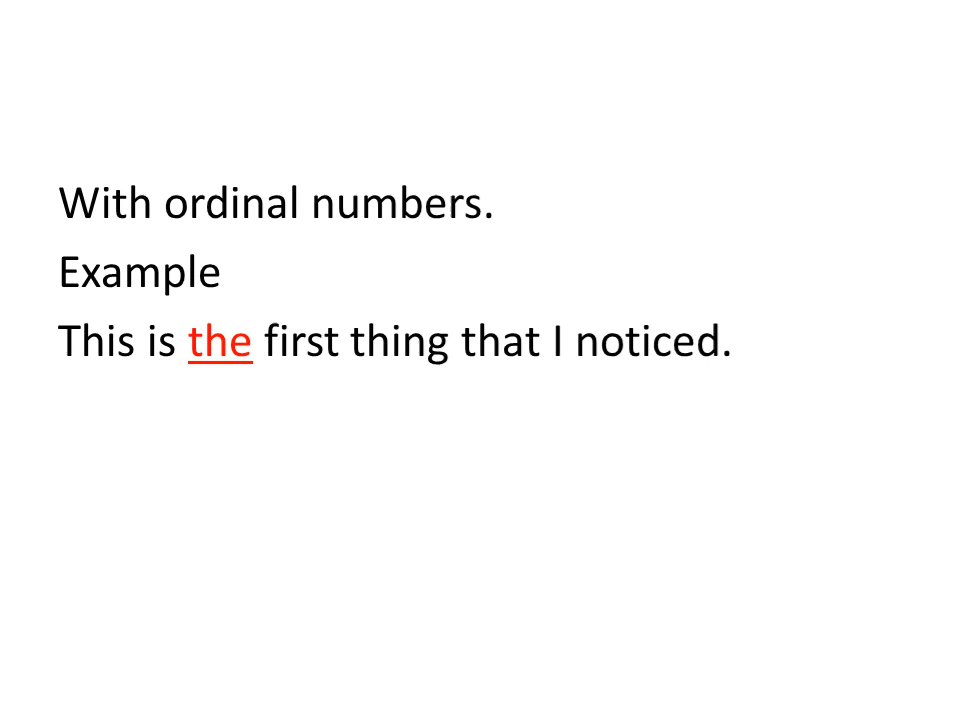 With ordinal numbers.
Example
This is the first thing that I noticed.